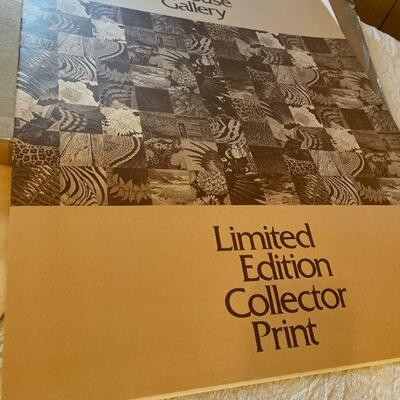 Gallery
Limited
Edition
Collector
Print